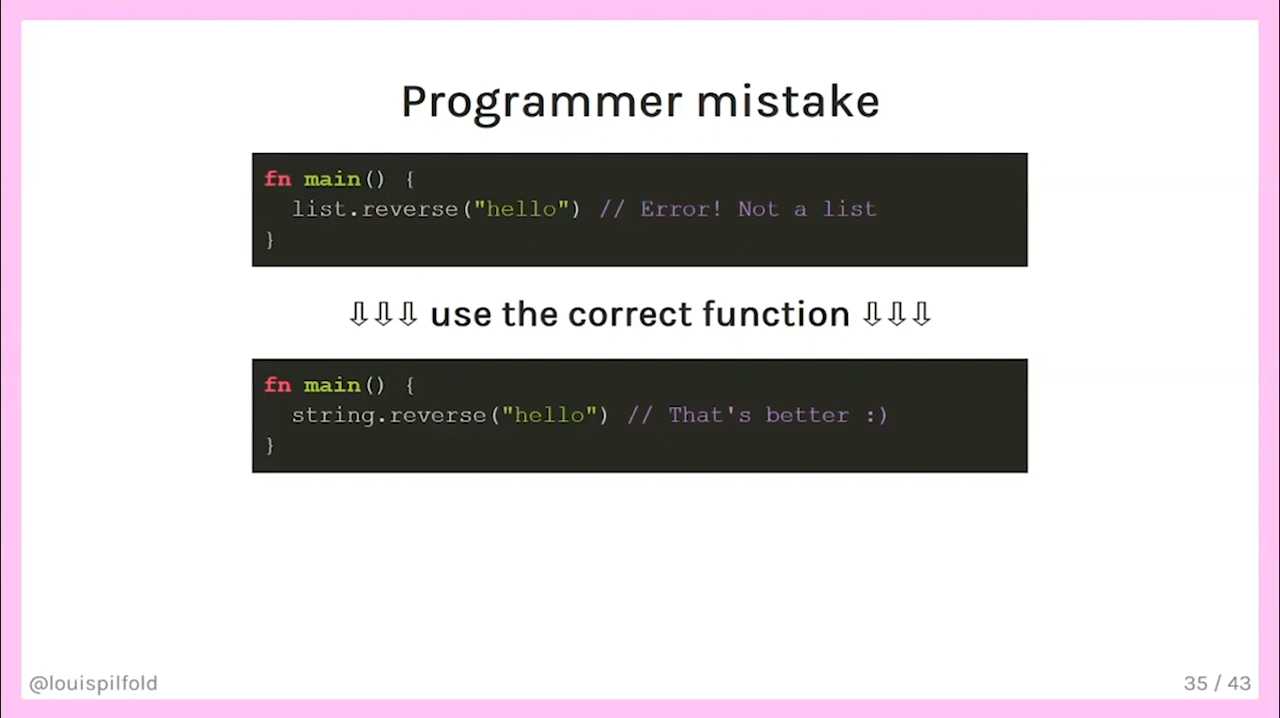 Programmer mistake
fn main() {
  list.reverse("hello") // Error! Not a list
}
⇩⇩⇩ use the correct function ⇩⇩⇩
fn main() {
  string.reverse("hello") // That's better :)
}
@louispilfold
35 / 43